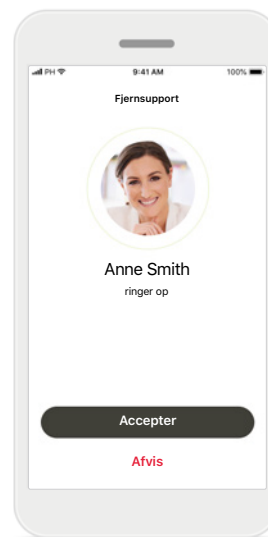 PH 9:41 AM 100%
Fjernsupport
Anne Smith
ringer op
Accepter
Afvis